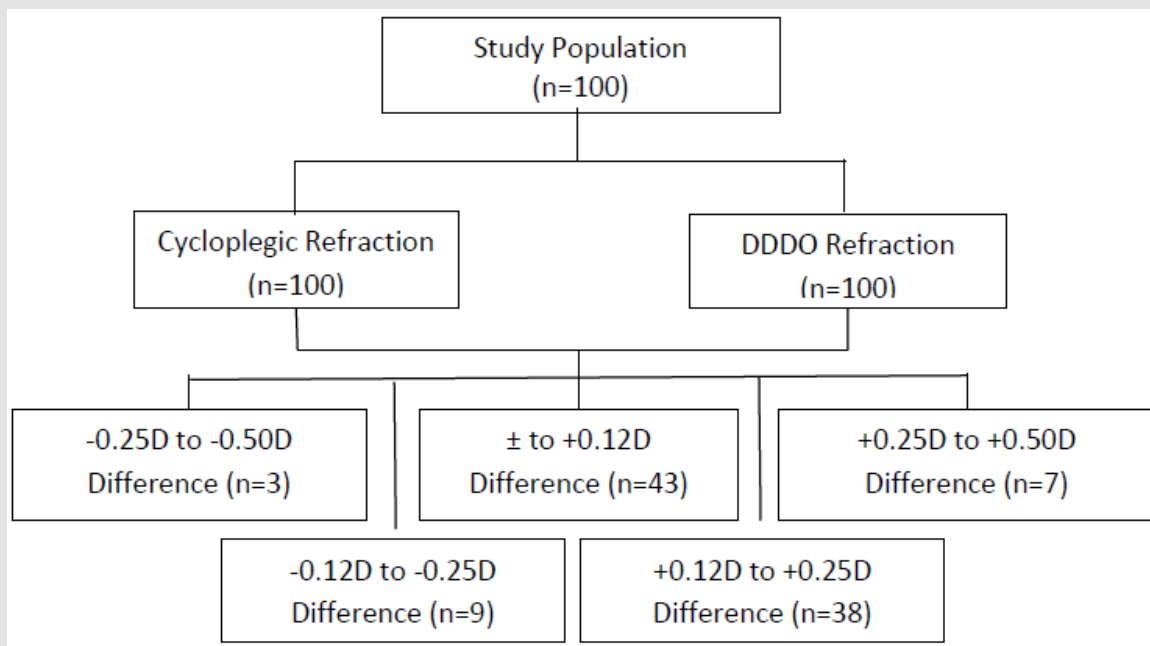 Study Population
(n=100)
Cycloplegic Refraction
(n=100)
DDDO Refraction
(n=100)
-0.25D to -0.50D
Difference (n=3)
± to +0.12D
Difference (n=43)
+0.25D to +0.50D
Difference (n=7)
-0.12D to -0.25D
Difference (n=9)
+0.12D to +0.25D
Difference (n=38)